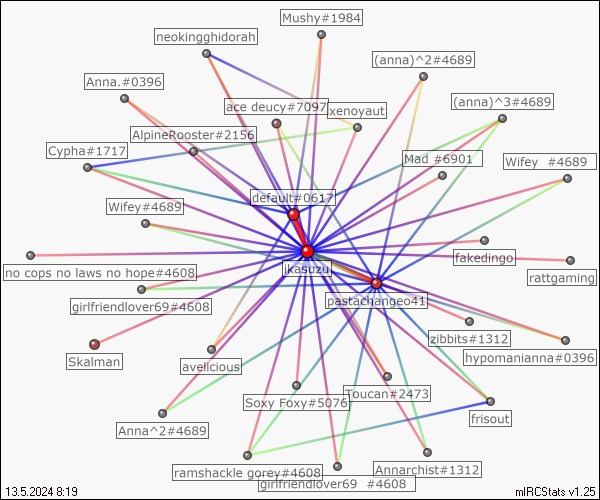 Mushy#1984
neokingghidorah
(anna)^2#4689
Anna.#0396
ace deucy#7097
(anna)^3#4689
xenoyaut
AlpineRooster#2156
Cypha#1717
Mad #6901
Wifey #4689
default#0617
Wifey#4689
fakedingo
ikasuzu
no cops no laws no hope#4608
rattgaming
pastachangeo41
girlfriendlover69#4608
zibbits#1312
hypomanianna#0396
Skalman
avelicious
Toucan#2473
Soxy Foxy#5076
frisout
Anna^2#4689
ramshackle gorey#4608
Annarchist#1312
girlfriendlover69 #4608
13.5.2024 8:19
mIRCStats v1.25